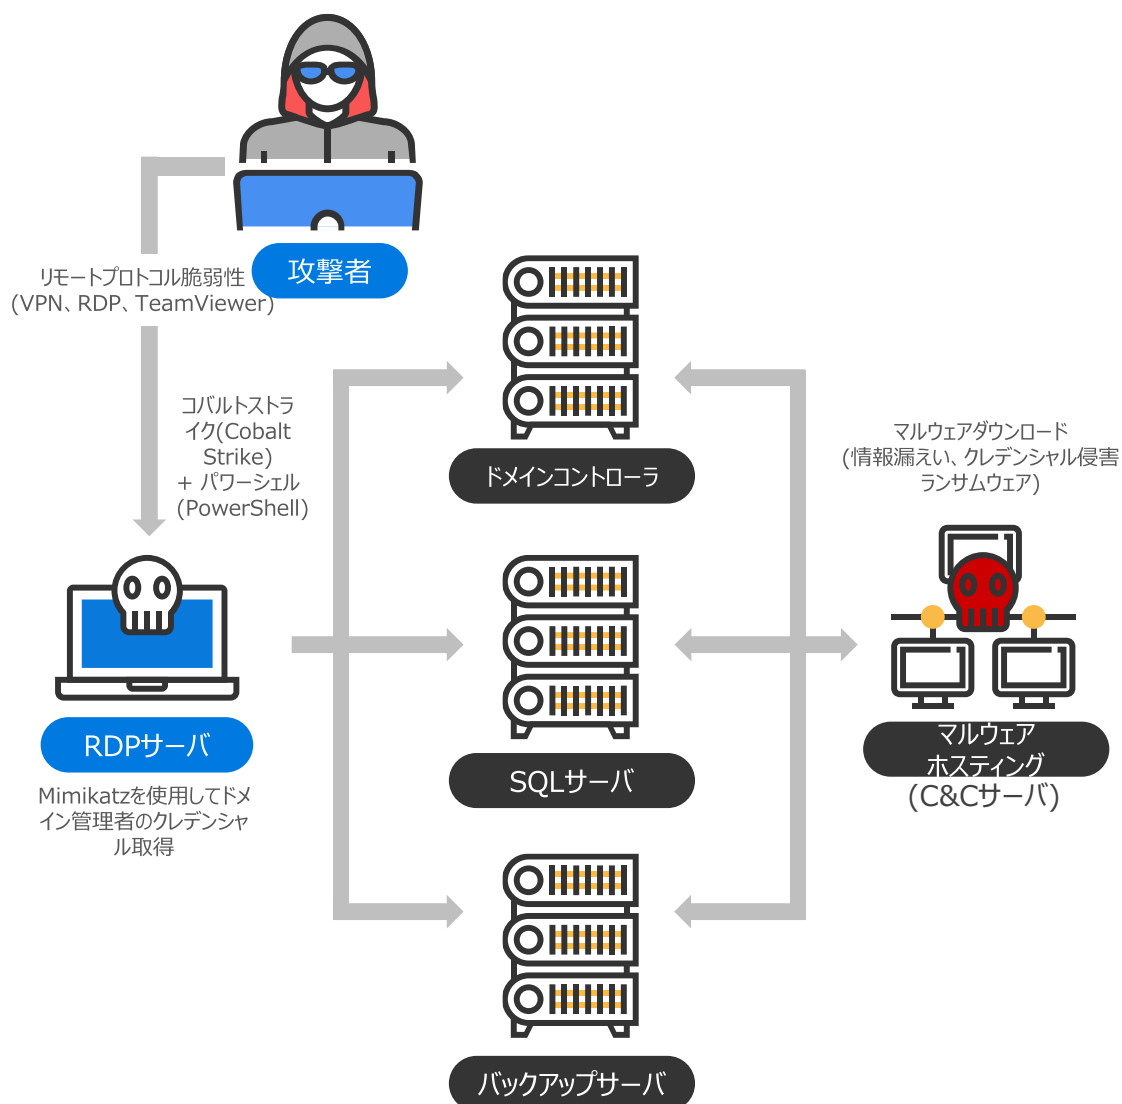 攻撃者
リモートプロトコル脆弱性
(VPN、RDP、TeamViewer)
コバルトストラ
イク(Cobalt
Strike)
+ パワーシェル
(PowerShell)
RDPサーバ
Mimikatzを使用してドメ
イン管理者のクレデンシャ
ル取得
ドメインコントローラ
SQLサーバ
バックアップサーバ
マルウェアダウンロード
(情報漏えい、クレデンシャル侵害
ランサムウェア)
マルウェア
ホスティング
(C&Cサーバ)